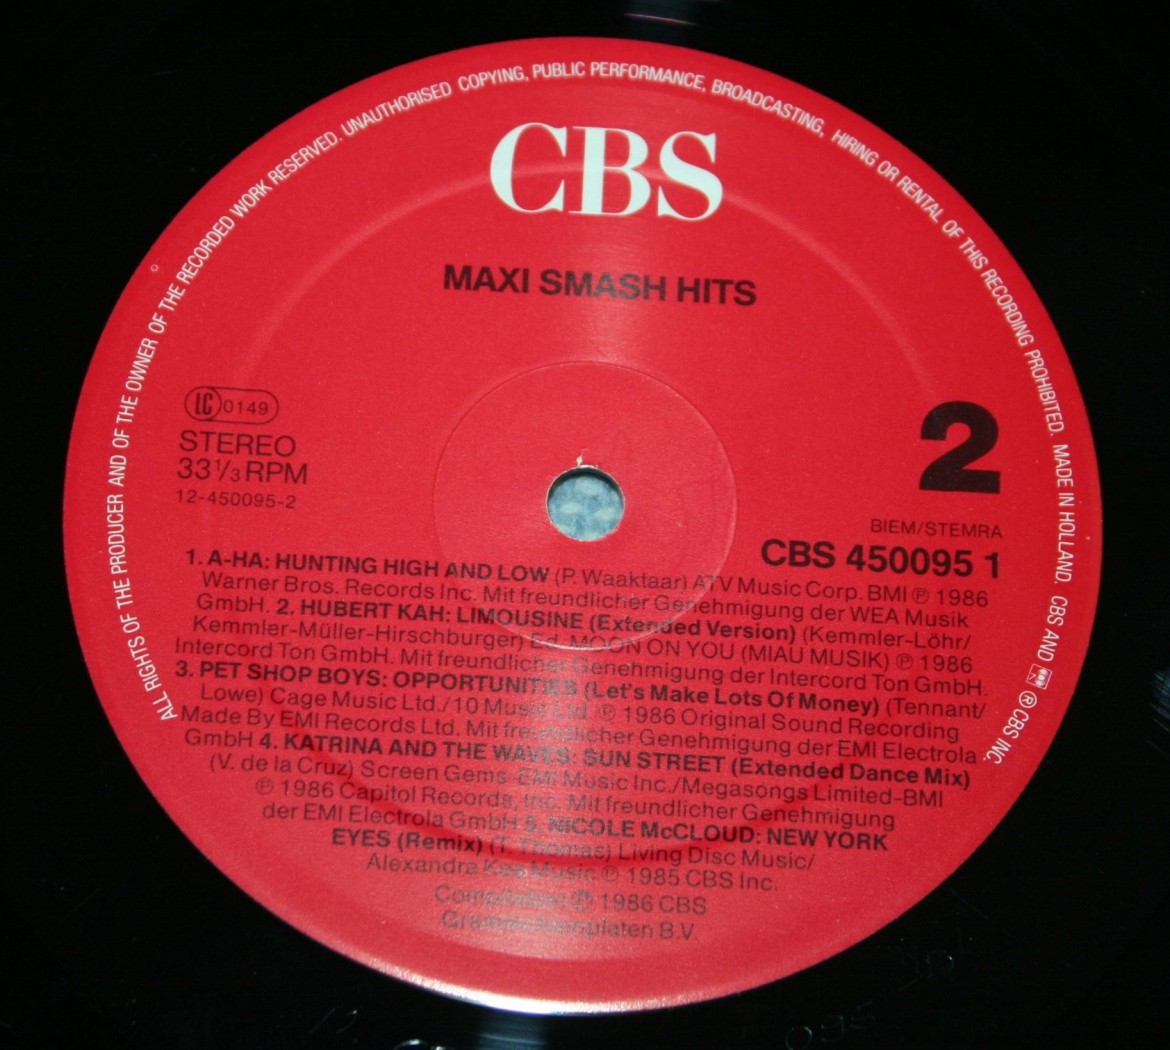 ALL RIGHTS OF THE PRODUCER AND OF THE OWNER OF THE RECORDED WORK RESERVED. UNAUTHORISED COPYING, PUBLIC PERFORMANCE, BROADCASTING, HIRING OR RENTAL OF THIS RECORDING PROHIBITED. MADE IN HOLLAND. CBS AND ® CBS INC.
CBS
MAXI SMASH HITS
LC 0149
STEREO
33 1/3 RPM
12-450095-2
2
BIEM/STEMRA
CBS 450095 1
1. A-HA: HUNTING HIGH AND LOW (P. Waaktaar) ATV Music Corp. BMI ℗ 1986
Warner Bros. Records Inc. Mit freundlicher Genehmigung der WEA Musik
GmbH. 2. HUBERT KAH: LIMOUSINE (Extended Version) (Kemmler-Löhr/
Kemmler-Müller-Hirschburger) Ed. MOON ON YOU (MIAU MUSIK) ℗ 1986
Intercord Ton GmbH. Mit freundlicher Genehmigung der Intercord Ton GmbH.
3. PET SHOP BOYS: OPPORTUNITIES (Let's Make Lots Of Money) (Tennant/
Lowe) Cage Music Ltd./10 Music Ltd. ℗ 1986 Original Sound Recording
Made By EMI Records Ltd. Mit freundlicher Genehmigung der EMI Electrola
GmbH 4. KATRINA AND THE WAVES: SUN STREET (Extended Dance Mix)
(V. de la Cruz) Screen Gems-EMI Music Inc./Megasongs Limited-BMI
℗ 1986 Capitol Records, Inc. Mit freundlicher Genehmigung
der EMI Electrola GmbH 5. NICOLE McCLOUD: NEW YORK
EYES (Remix) (T. Thomas) Living Disc Music/
Alexandra Kee Music ℗ 1985 CBS Inc.
Compilation ℗ 1986 CBS
Grammofoonplaten B.V.